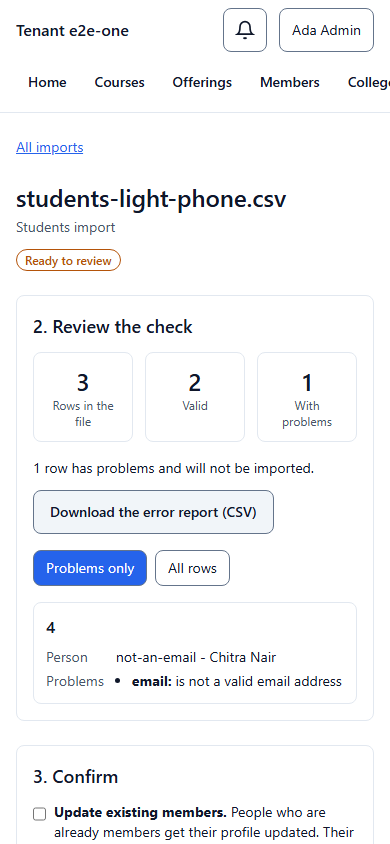 Tenant e2e-one
Ada Admin
Home Courses Offerings Members
All imports
students-light-phone.csv
Students import
Ready to review
2. Review the check
3
Rows in the
file
2
Valid
1
With
problems
1 row has problems and will not be imported.
Download the error report (CSV)
Problems only
All rows
4
Person not-an-email - Chitra Nair
Problems • email: is not a valid email address
3. Confirm
Update existing members. People who are
already members get their profile updated. Their